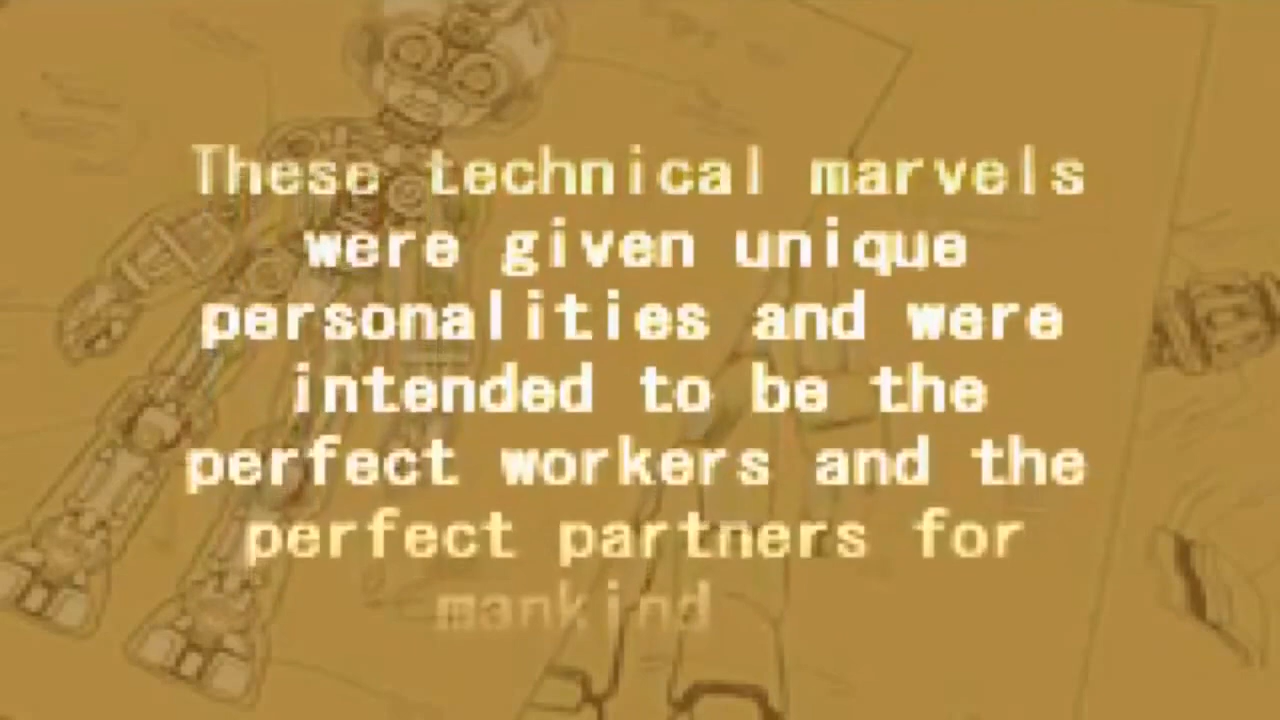 These technical marvels
were given unique
personalities and were
intended to be the
perfect workers and the
perfect partners for
mankind